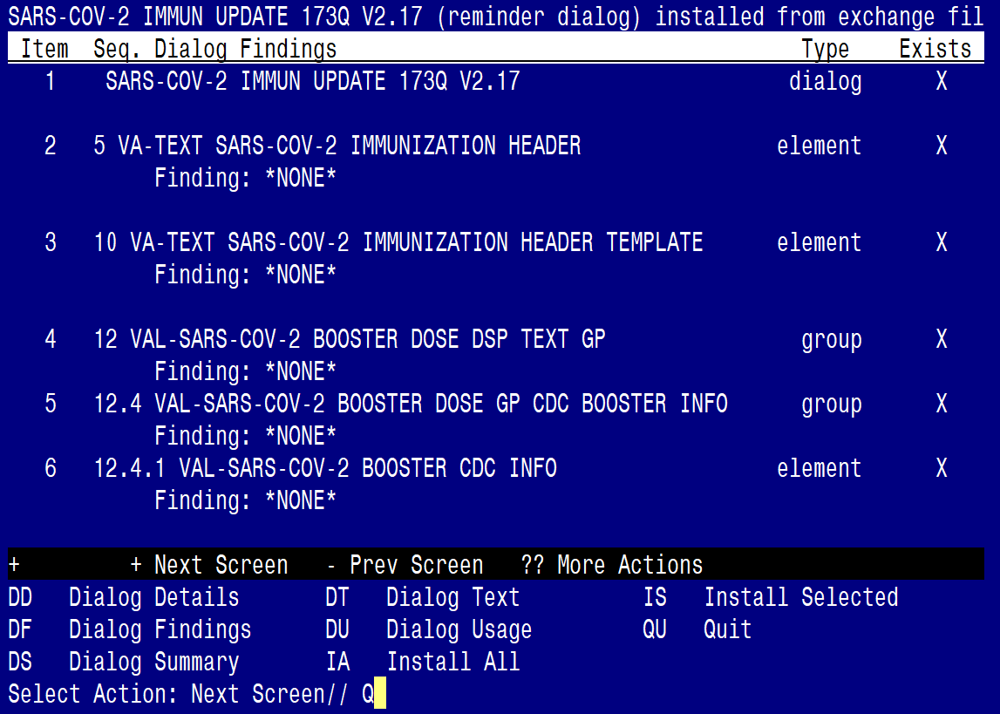 SARS-COV-2 IMMUN UPDATE 173Q V2.17 (reminder dialog) installed from exchange fil
Item Seq. Dialog Findings Type Exists
1 SARS-COV-2 IMMUN UPDATE 173Q V2.17 dialog X
2 5 VA-TEXT SARS-COV-2 IMMUNIZATION HEADER element X
Finding: *NONE*
3 10 VA-TEXT SARS-COV-2 IMMUNIZATION HEADER TEMPLATE element X
Finding: *NONE*
4 12 VAL-SARS-COV-2 BOOSTER DOSE DSP TEXT GP group X
Finding: *NONE*
5 12.4 VAL-SARS-COV-2 BOOSTER DOSE GP CDC BOOSTER INFO group X
Finding: *NONE*
6 12.4.1 VAL-SARS-COV-2 BOOSTER CDC INFO element X
Finding: *NONE*
+ + Next Screen - Prev Screen ?? More Actions
DD Dialog Details DT Dialog Text IS Install Selected
DF Dialog Findings DU Dialog Usage QU Quit
DS Dialog Summary IA Install All
Select Action: Next Screen// Q